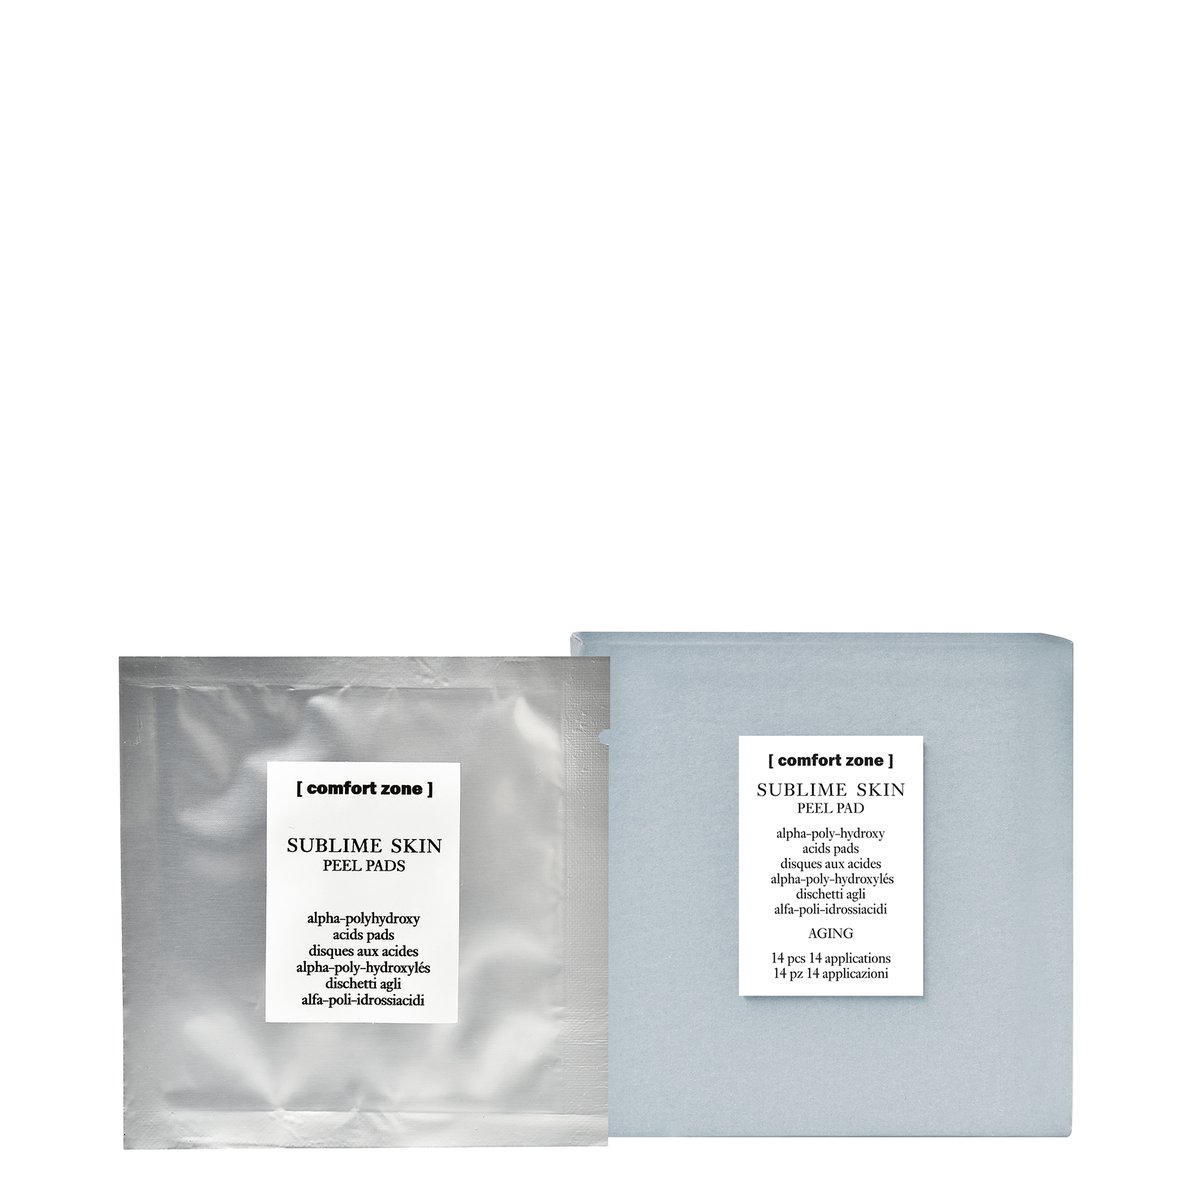 [ comfort zone ]
SUBLIME SKIN
PEEL PADS
alpha-polyhydroxy
acids pads
disques aux acides
alpha-poly-hydroxylés
dischetti agli
alfa-poli-idrossiacidi
[ comfort zone ]
SUBLIME SKIN
PEEL PAD
alpha-poly-hydroxy
acids pads
disques aux acides
alpha-poly-hydroxylés
dischetti agli
alfa-poli-idrossiacidi
AGING
14 pcs 14 applications
14 pz 14 applicazioni